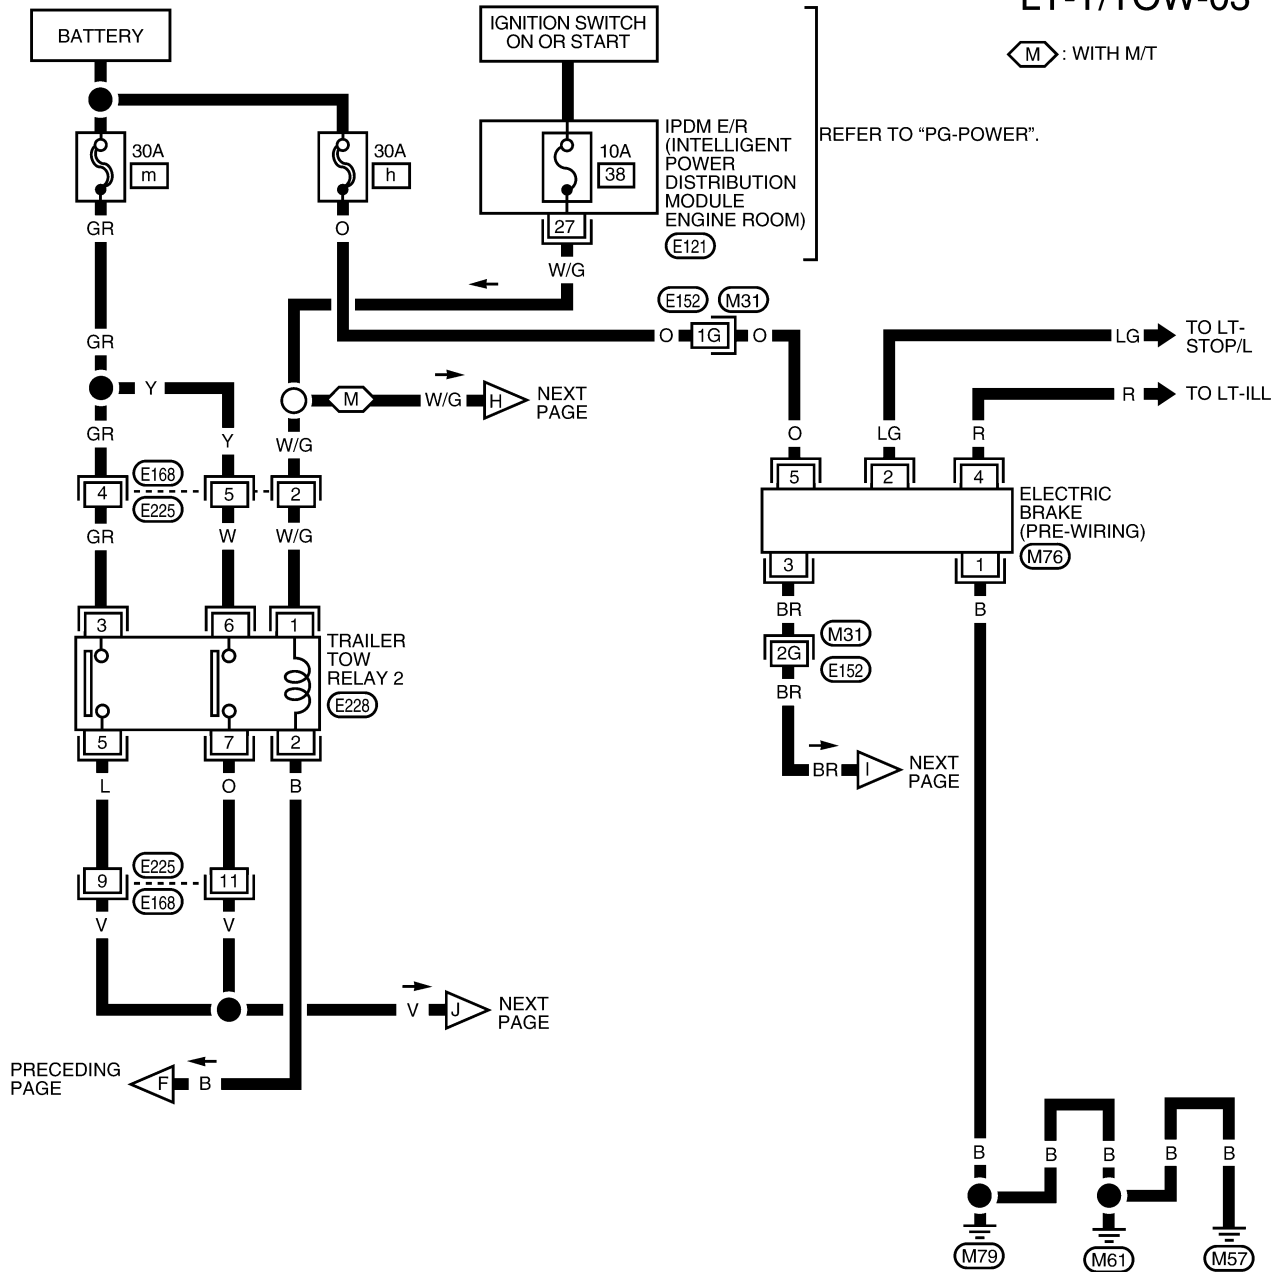 LT-T/TOW-03
BATTERY
IGNITION SWITCH
ON OR START
M : WITH M/T
30A
m
30A
h
10A
38
27
IPDM E/R
(INTELLIGENT
POWER
DISTRIBUTION
MODULE
ENGINE ROOM)
E121
REFER TO “PG-POWER”.
GR
O
W/G
E152 M31
O 1G O
LG
TO LT-
STOP/L
R
TO LT-ILL
GR
Y
M
W/G
H
NEXT
PAGE
GR
Y
W/G
O
LG
R
4
E168
E225
5
2
GR
W
W/G
5
2
4
ELECTRIC
BRAKE
(PRE-WIRING)
M76
3
1
BR
B
M31
2G
E152
BR
BR
I
NEXT
PAGE
3
6
1
TRAILER
TOW
RELAY 2
E228
5
7
2
L
O
B
9
E225
E168
11
V
V
V
J
NEXT
PAGE
PRECEDING
PAGE
F
B
B
B
B
B
B
M79
M61
M57